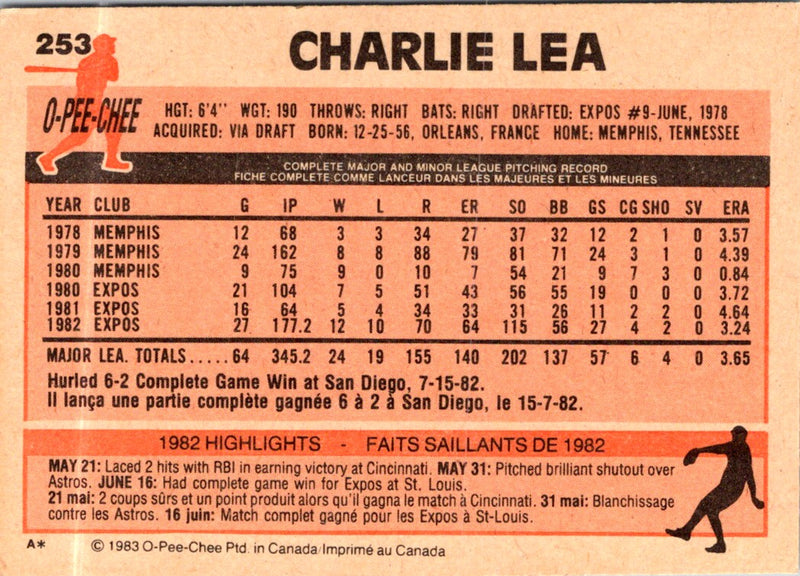 253
CHARLIE LEA
O-PEE-CHEE
HGT: 6'4" WGT: 190 THROWS: RIGHT BATS: RIGHT DRAFTED: EXPOS #9-JUNE, 1978
ACQUIRED: VIA DRAFT BORN: 12-25-56, ORLEANS, FRANCE HOME: MEMPHIS, TENNESSEE
COMPLETE MAJOR AND MINOR LEAGUE PITCHING RECORD
FICHE COMPLETE COMME LANCEUR DANS LES MAJEURES ET LES MINEURES
YEAR CLUB G IP W L R ER SO BB GS CG SHO SV ERA
1978 MEMPHIS 12 68 3 3 34 27 37 32 12 2 1 0 3.57
1979 MEMPHIS 24 162 8 8 88 79 81 71 24 3 1 0 4.39
1980 MEMPHIS 9 75 9 0 10 7 54 21 9 7 3 0 0.84
1980 EXPOS 21 104 7 5 51 43 56 55 19 0 0 0 3.72
1981 EXPOS 16 64 5 4 34 33 31 26 11 2 2 0 4.64
1982 EXPOS 27 177.2 12 10 70 64 115 56 27 4 2 0 3.24
MAJOR LEA. TOTALS ..... 64 345.2 24 19 155 140 202 137 57 6 4 0 3.65
Hurled 6-2 Complete Game Win at San Diego, 7-15-82.
Il lança une partie complète gagnée 6 à 2 à San Diego, le 15-7-82.
1982 HIGHLIGHTS - FAITS SAILLANTS DE 1982
MAY 21: Laced 2 hits with RBI in earning victory at Cincinnati. MAY 31: Pitched brilliant shutout over
Astros. JUNE 16: Had complete game win for Expos at St. Louis.
21 mai: 2 coups sûrs et un point produit alors qu'il gagna le match à Cincinnati. 31 mai: Blanchissage
contre les Astros. 16 juin: Match complet gagné pour les Expos à St-Louis.
A* © 1983 O-Pee-Chee Ptd. in Canada/Imprimé au Canada